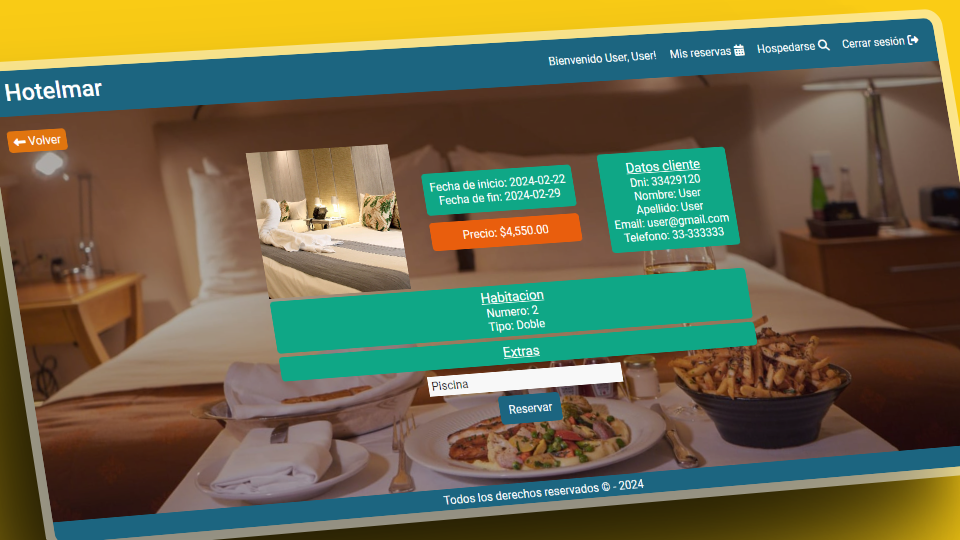 Hotelmar
Bienvenido User, User! Mis reservas Hospedarse Cerrar sesión
Volver
Fecha de inicio: 2024-02-22
Fecha de fin: 2024-02-29
Precio: $4,550.00
Datos cliente
Dni: 33429120
Nombre: User
Apellido: User
Email: user@gmail.com
Telefono: 33-333333
Habitacion
Numero: 2
Tipo: Doble
Extras
Piscina
Reservar
Todos los derechos reservados © - 2024